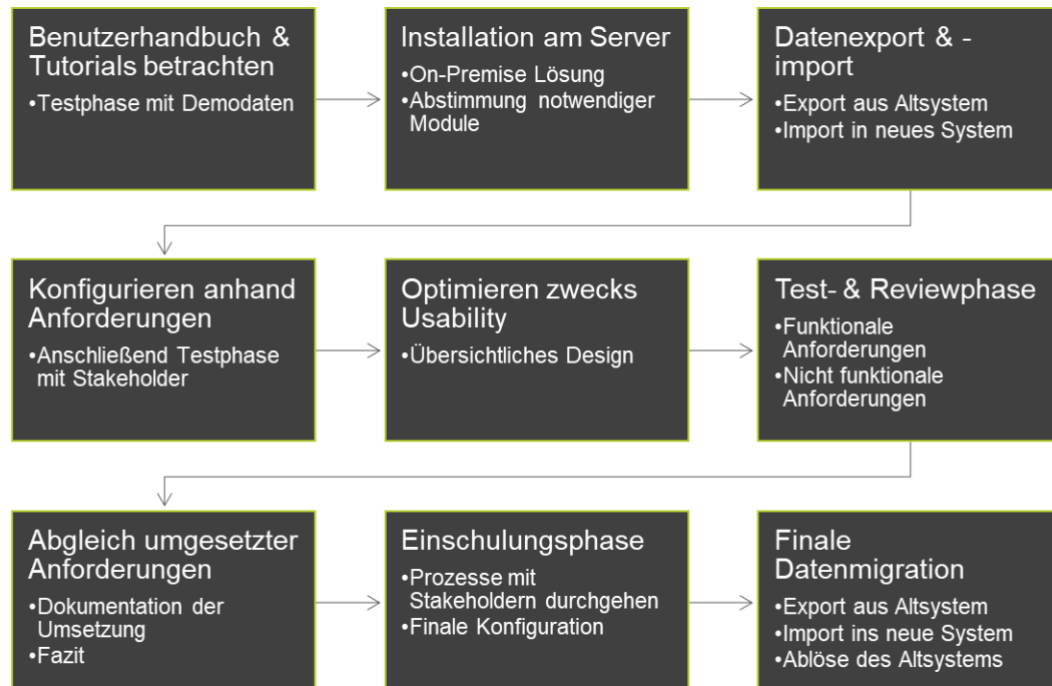 Benutzerhandbuch &
Tutorials betrachten
•Testphase mit Demodaten
Installation am Server
•On-Premise Lösung
•Abstimmung notwendiger
Module
Datenexport & -
import
•Export aus Altsystem
•Import in neues System
Konfigurieren anhand
Anforderungen
•Anschließend Testphase
mit Stakeholder
Optimieren zwecks
Usability
•Übersichtliches Design
Test- & Reviewphase
•Funktionale
Anforderungen
•Nicht funktionale
Anforderungen
Abgleich umgesetzter
Anforderungen
•Dokumentation der
Umsetzung
•Fazit
Einschulungsphase
•Prozesse mit
Stakeholdern durchgehen
•Finale Konfiguration
Finale
Datenmigration
•Export aus Altsystem
•Import ins neue System
•Ablöse des Altsystems